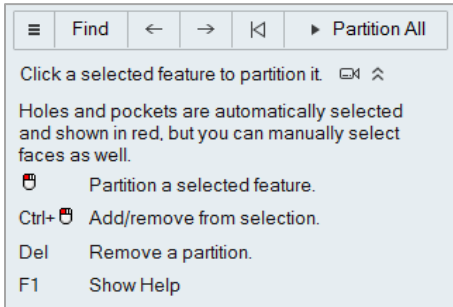 Find Partition All
Click a selected feature to partition it.
Holes and pockets are automatically selected
and shown in red, but you can manually select
faces as well.
Partition a selected feature.
Ctrl+ Add/remove from selection.
Del Remove a partition.
F1 Show Help